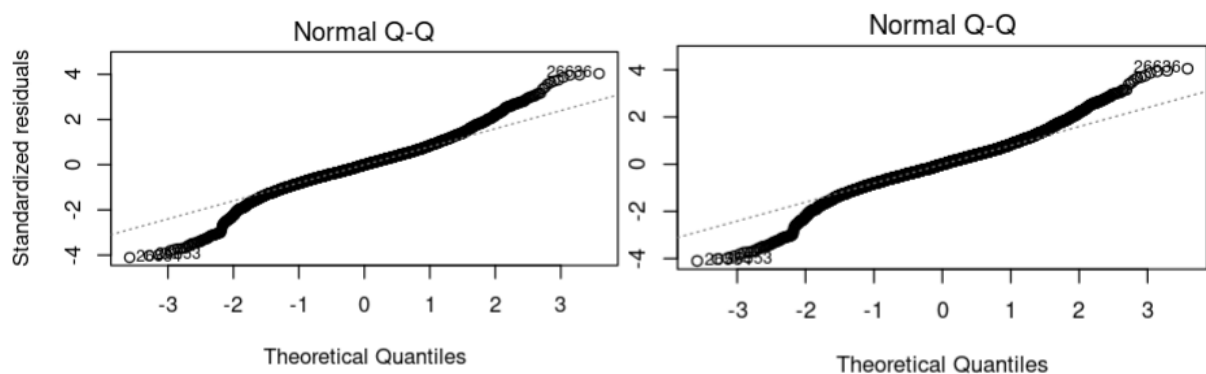 Normal Q-Q
Standardized residuals
4
2
0
-2
-4
26636
-3 -2 -1 0 1 2 3
Theoretical Quantiles
Normal Q-Q
4
2
0
-2
-4
26636
-3 -2 -1 0 1 2 3
Theoretical Quantiles